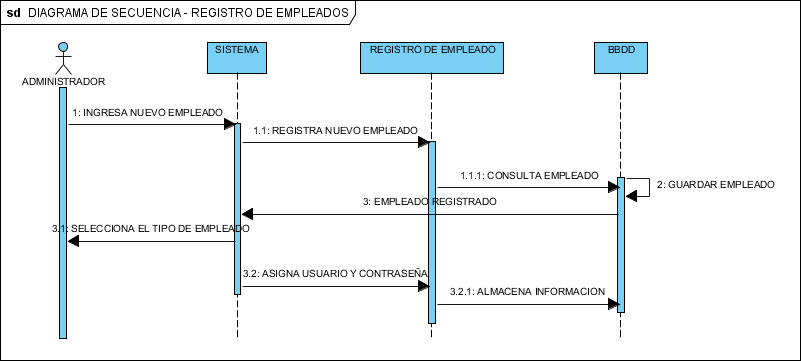 sd DIAGRAMA DE SECUENCIA - REGISTRO DE EMPLEADOS
ADMINISTRADOR
SISTEMA
REGISTRO DE EMPLEADO
BBDD
1: INGRESA NUEVO EMPLEADO
1.1: REGISTRA NUEVO EMPLEADO
1.1.1: CONSULTA EMPLEADO
2: GUARDAR EMPLEADO
3: EMPLEADO REGISTRADO
3.1: SELECCIONA EL TIPO DE EMPLEADO
3.2: ASIGNA USUARIO Y CONTRASEÑA
3.2.1: ALMACENA INFORMACION